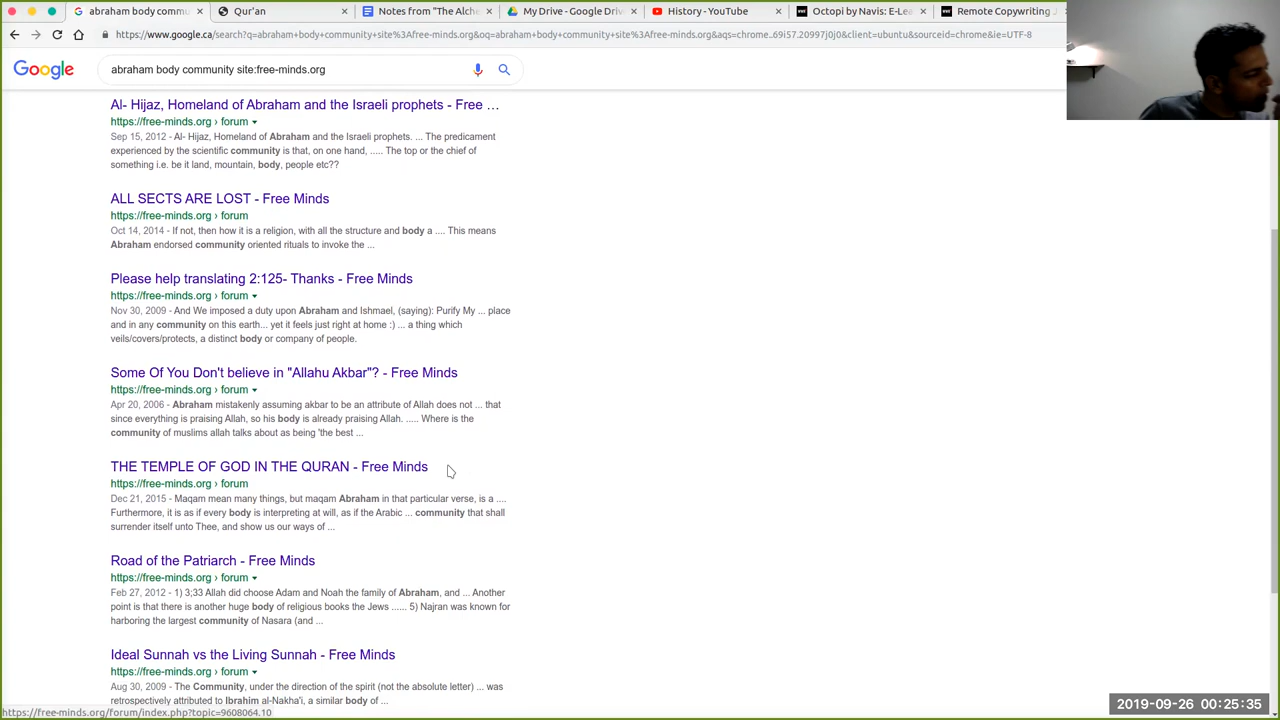 abraham body commu
Qur'an
Notes from "The Alche
My Drive - Google Driv
History - YouTube
Octopi by Navis: E-Lea
Remote Copywriting J
https://www.google.ca/search?q=abraham+body+community+site%3Afree-minds.org&oq=abraham+body+community+site%3Afree-minds.org&aqs=chrome..69i57.20997j0j0&client=ubuntu&sourceid=chrome&ie=UTF-8
Google
abraham body community site:free-minds.org
Al- Hijaz, Homeland of Abraham and the Israeli prophets - Free ...
https://free-minds.org › forum
Sep 15, 2012 - Al- Hijaz, Homeland of Abraham and the Israeli prophets. ... The predicament
experienced by the scientific community is that, on one hand, ..... The top or the chief of
something i.e. be it land, mountain, body, people etc??
ALL SECTS ARE LOST - Free Minds
https://free-minds.org › forum
Oct 14, 2014 - If not, then how it is a religion, with all the structure and body a .... This means
Abraham endorsed community oriented rituals to invoke the ...
Please help translating 2:125- Thanks - Free Minds
https://free-minds.org › forum
Nov 30, 2009 - And We imposed a duty upon Abraham and Ishmael, (saying): Purify My ... place
and in any community on this earth... yet it feels just right at home :) ... a thing which
veils/covers/protects, a distinct body or company of people.
Some Of You Don't believe in "Allahu Akbar"? - Free Minds
https://free-minds.org › forum
Apr 20, 2006 - Abraham mistakenly assuming akbar to be an attribute of Allah does not ... that
since everything is praising Allah, so his body is already praising Allah. ..... Where is the
community of muslims allah talks about as being 'the best ...
THE TEMPLE OF GOD IN THE QURAN - Free Minds
https://free-minds.org › forum
Dec 21, 2015 - Maqam mean many things, but maqam Abraham in that particular verse, is a ....
Furthermore, it is as if every body is interpreting at will, as if the Arabic ... community that shall
surrender itself unto Thee, and show us our ways of ...
Road of the Patriarch - Free Minds
https://free-minds.org › forum
Feb 27, 2012 - 1) 3;33 Allah did choose Adam and Noah the family of Abraham, and ... Another
point is that there is another huge body of religious books the Jews ...... 5) Najran was known for
harboring the largest community of Nasara (and ...
Ideal Sunnah vs the Living Sunnah - Free Minds
https://free-minds.org › forum
Aug 30, 2009 - The Community, under the direction of the spirit (not the absolute letter) ... was
retrospectively attributed to Ibrahim al-Nakha'i, a similar body of ...
https://free-minds.org/forum/index.php?topic=9608064.10
2019-09-26 00:25:35